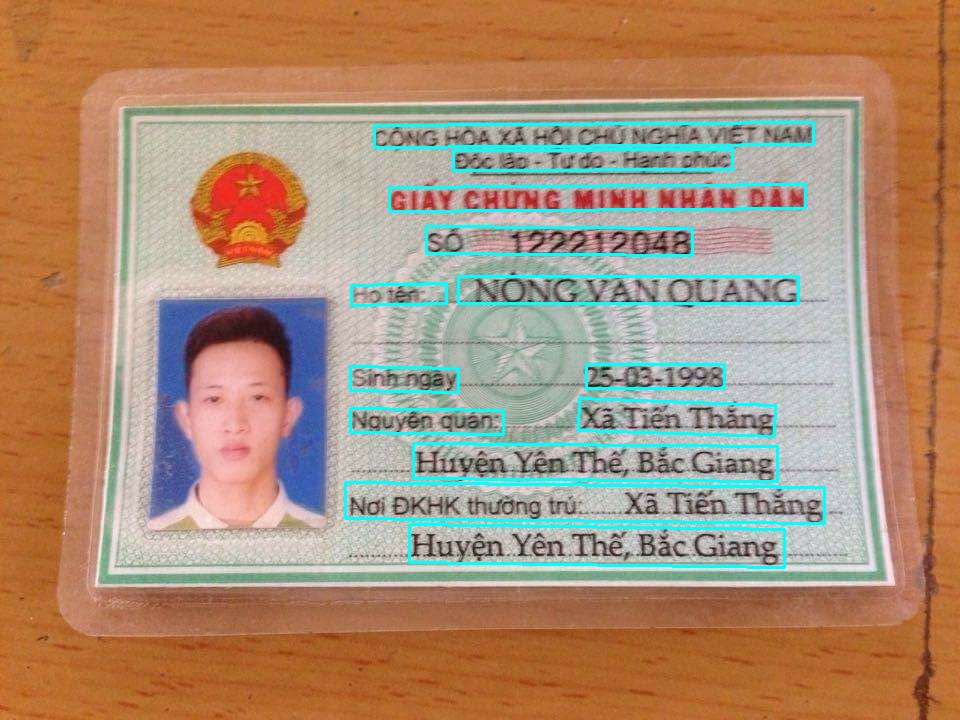 CỘNG HÒA XÃ HỘI CHỦ NGHĨA VIỆT NAM
Độc lập - Tự do - Hạnh phúc
GIẤY CHỨNG MINH NHÂN DÂN
SỐ 122212048
Họ tên: NÔNG VĂN QUANG
Sinh ngày 25-03-1998
Nguyên quán: Xã Tiến Thắng
Huyện Yên Thế, Bắc Giang
Nơi ĐKHK thường trú: Xã Tiến Thắng
Huyện Yên Thế, Bắc Giang